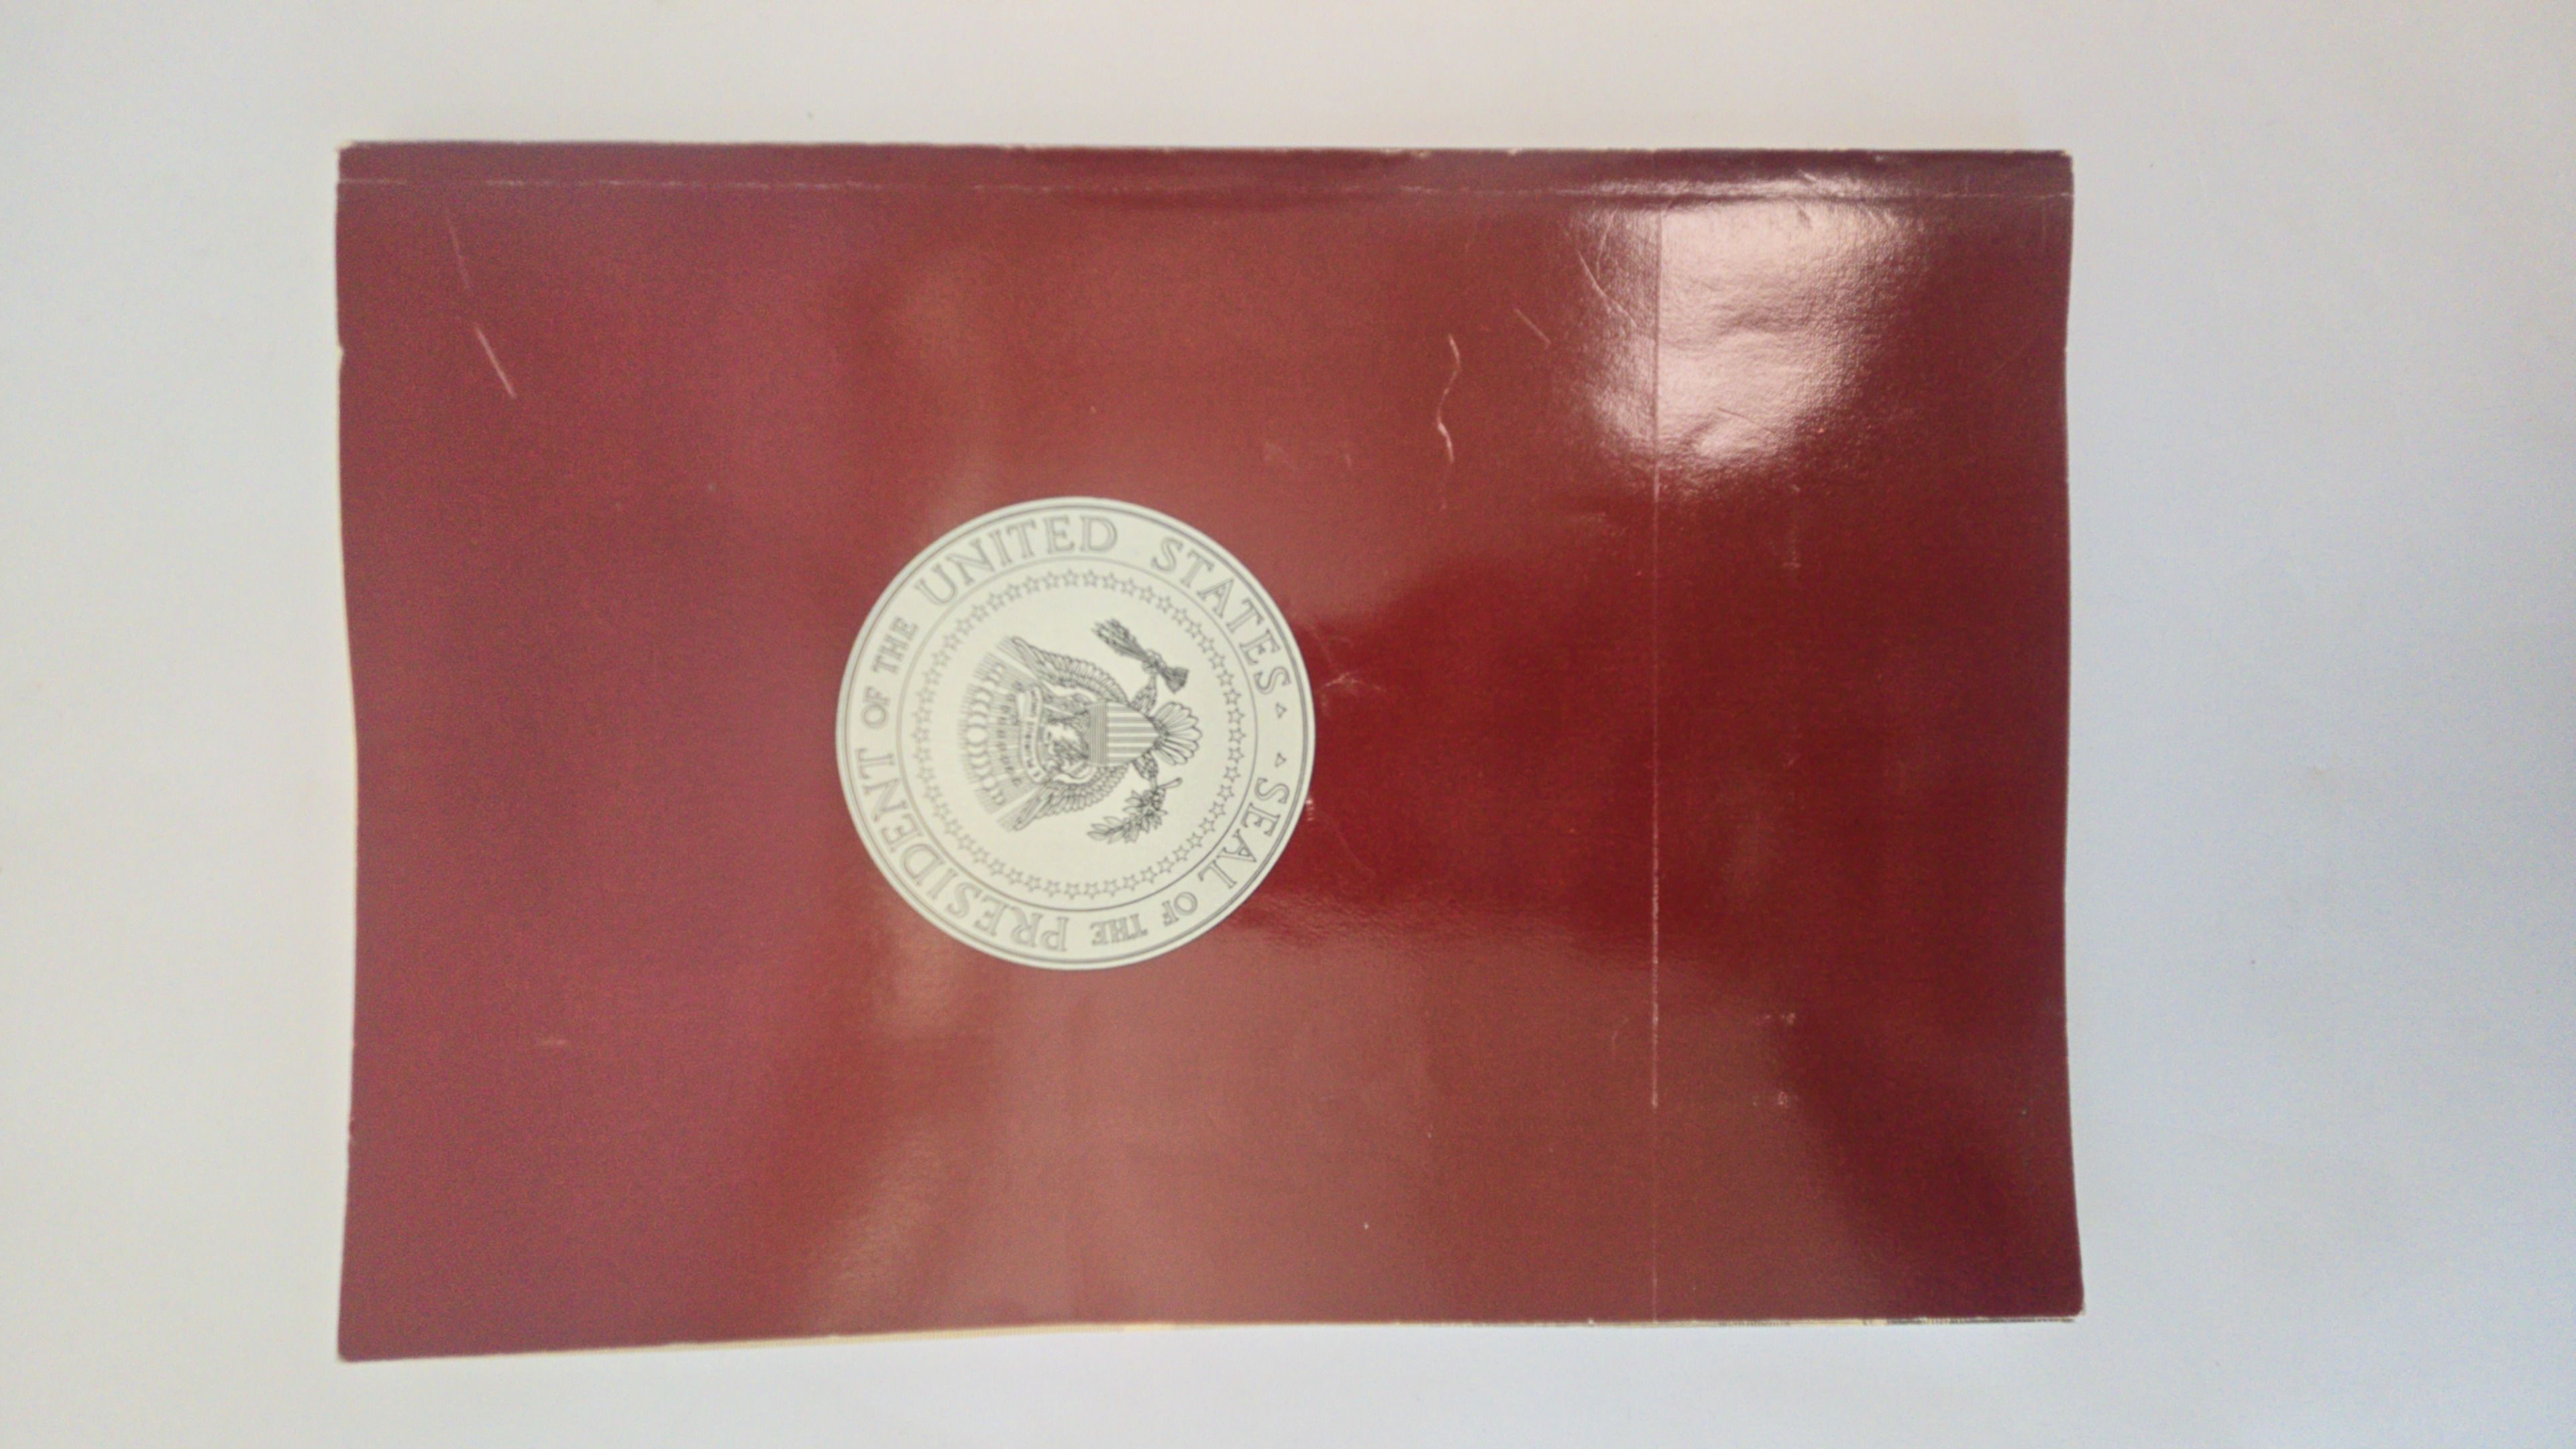 SEAL OF THE PRESIDENT OF THE UNITED STATES